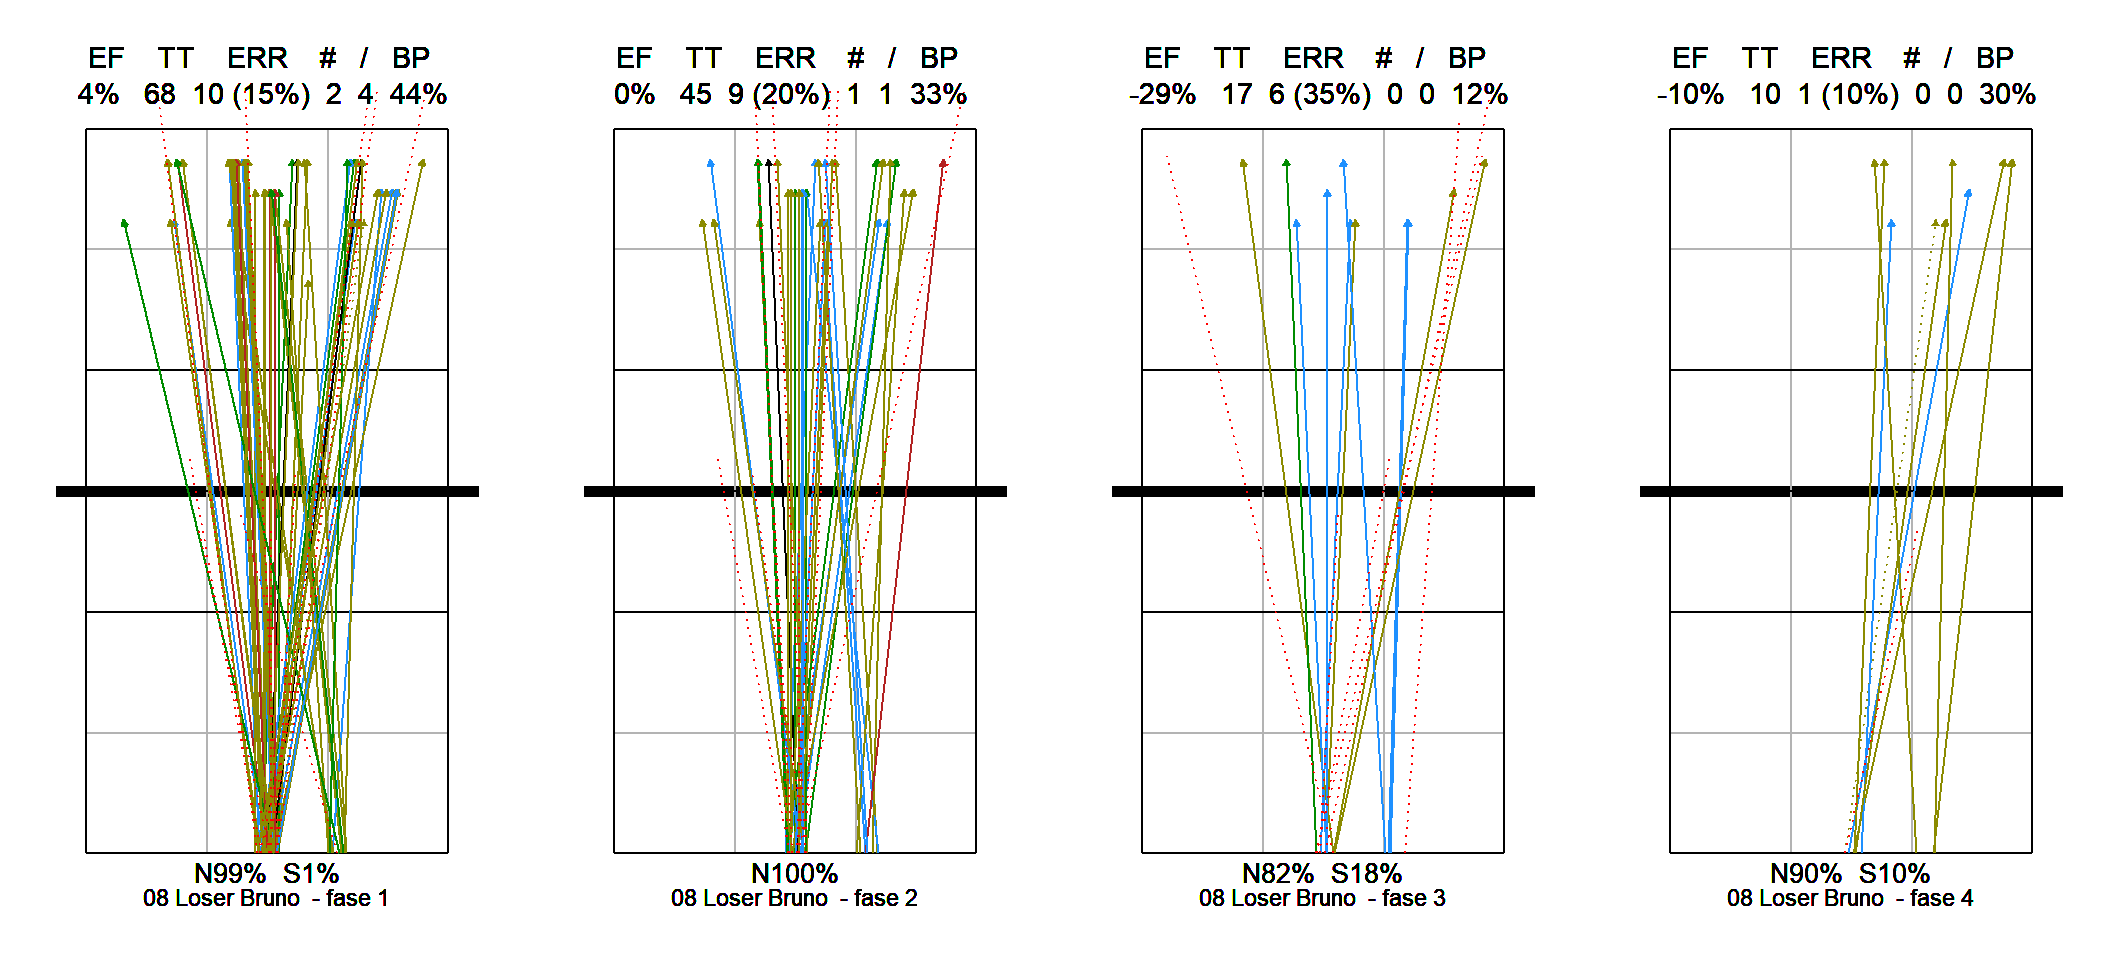 EF TT ERR # / BP
4% 68 10 (15%) 2 4 44%
N99% S1%
08 Loser Bruno - fase 1
EF TT ERR # / BP
0% 45 9 (20%) 1 1 33%
N100%
08 Loser Bruno - fase 2
EF TT ERR # / BP
-29% 17 6 (35%) 0 0 12%
N82% S18%
08 Loser Bruno - fase 3
EF TT ERR # / BP
-10% 10 1 (10%) 0 0 30%
N90% S10%
08 Loser Bruno - fase 4